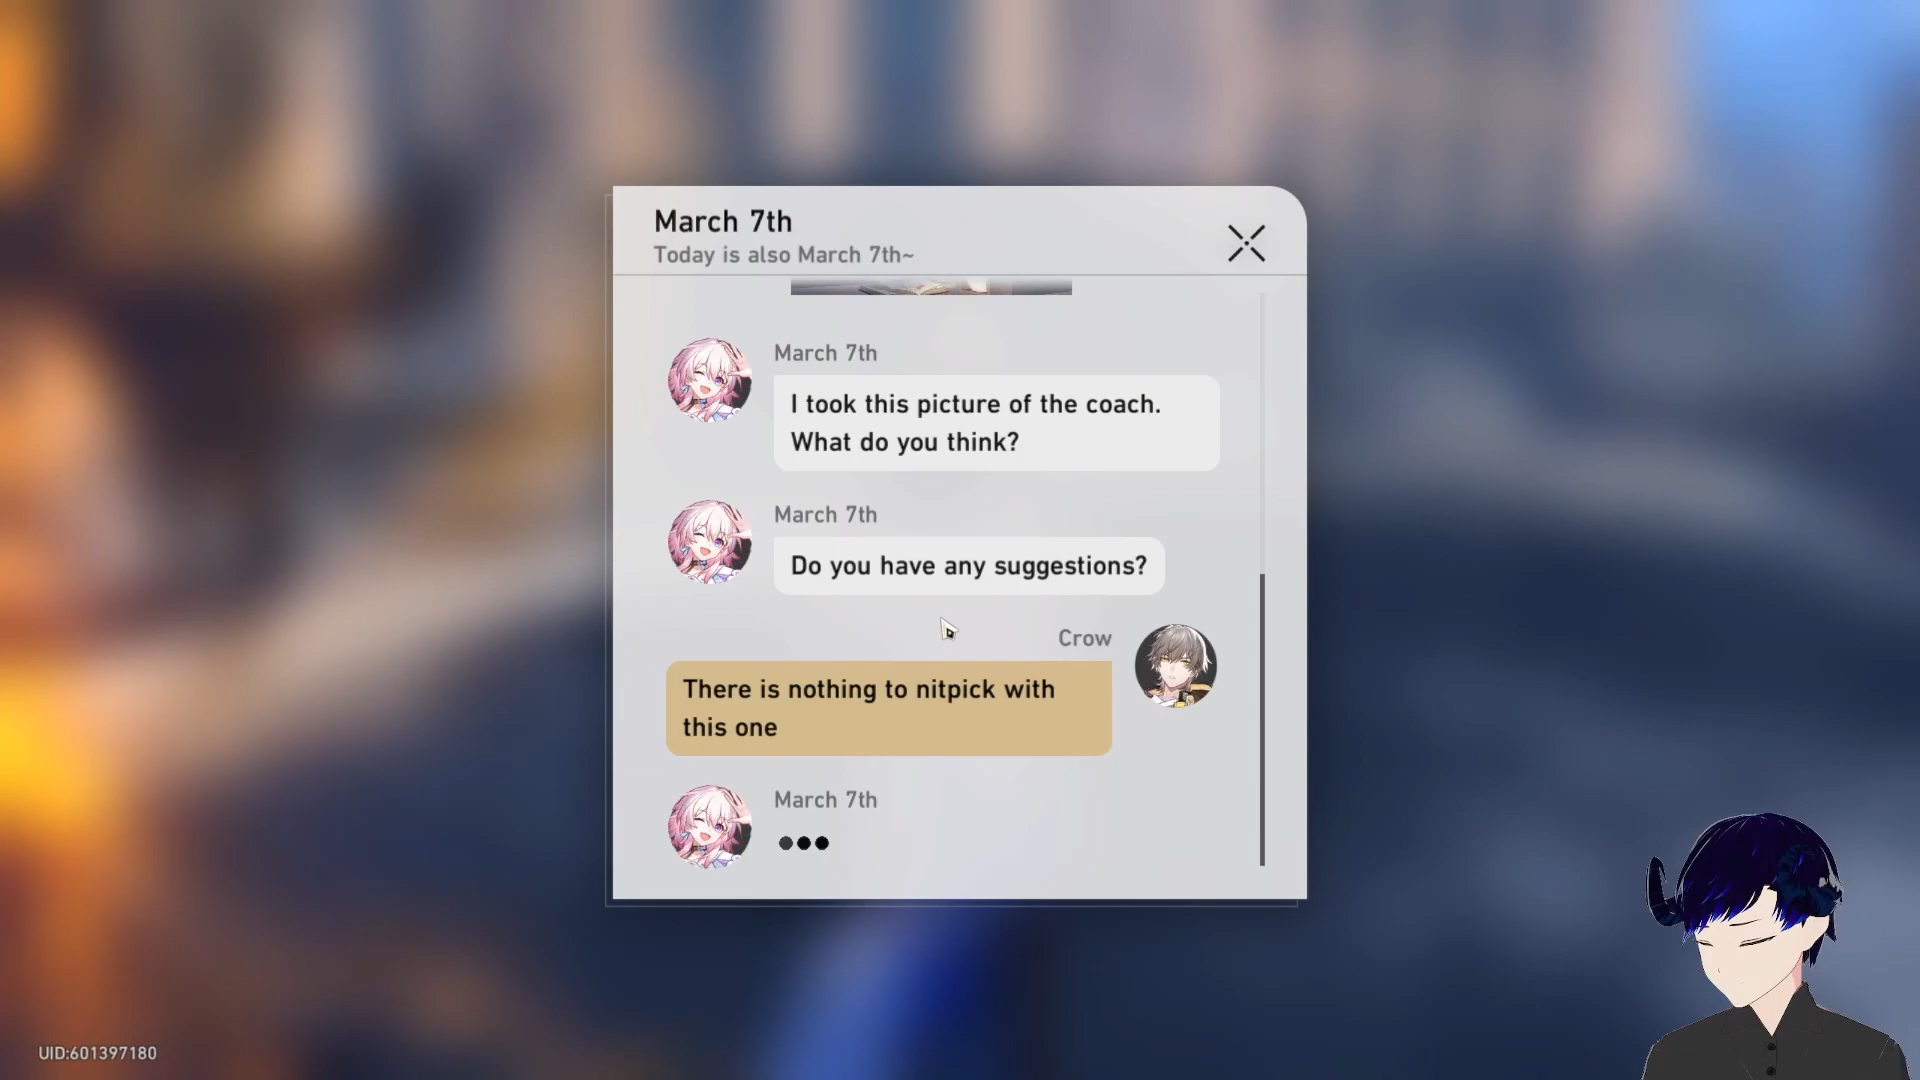 March 7th
Today is also March 7th~
March 7th
I took this picture of the coach.
What do you think?
March 7th
Do you have any suggestions?
Crow
There is nothing to nitpick with
this one
March 7th
UID:601397180